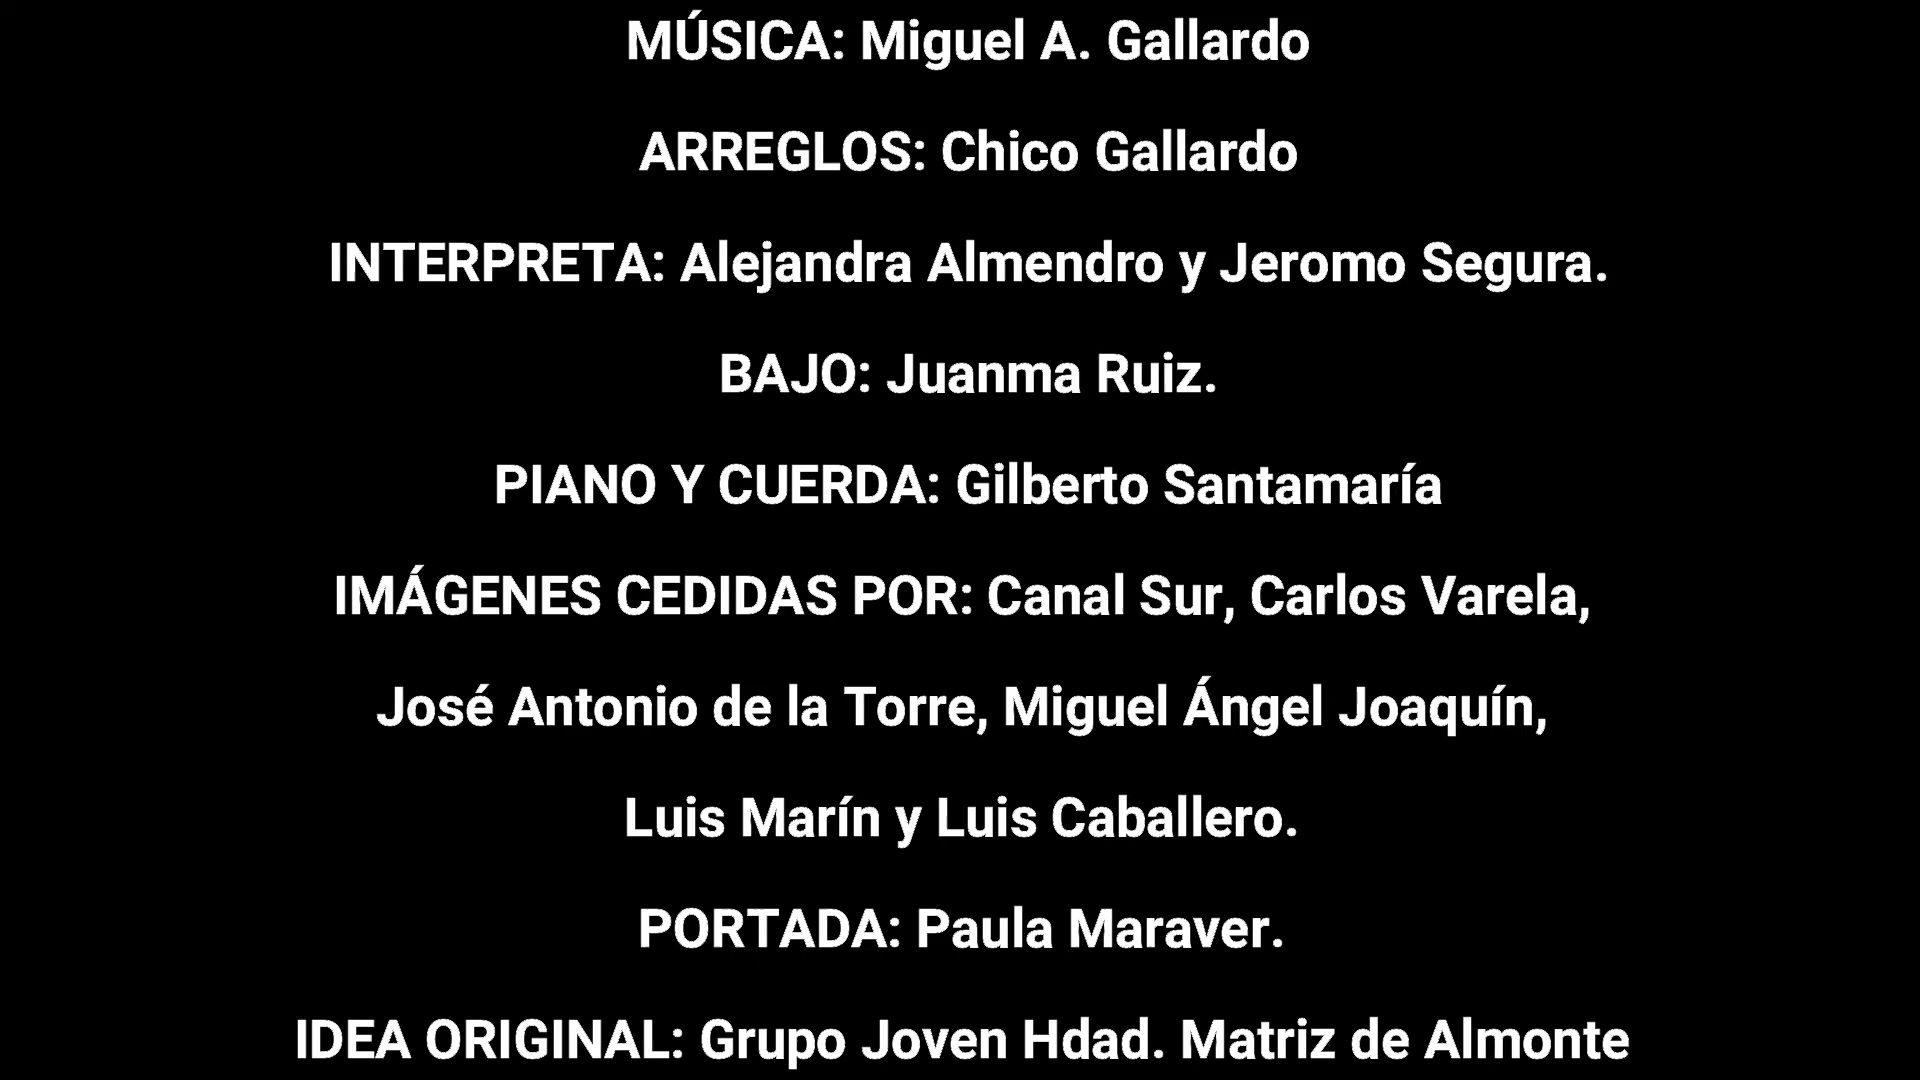 MÚSICA: Miguel A. Gallardo
ARREGLOS: Chico Gallardo
INTERPRETA: Alejandra Almendro y Jeromo Segura.
BAJO: Juanma Ruiz.
PIANO Y CUERDA: Gilberto Santamaría
IMÁGENES CEDIDAS POR: Canal Sur, Carlos Varela,
José Antonio de la Torre, Miguel Ángel Joaquín,
Luis Marín y Luis Caballero.
PORTADA: Paula Maraver.
IDEA ORIGINAL: Grupo Joven Hdad. Matriz de Almonte